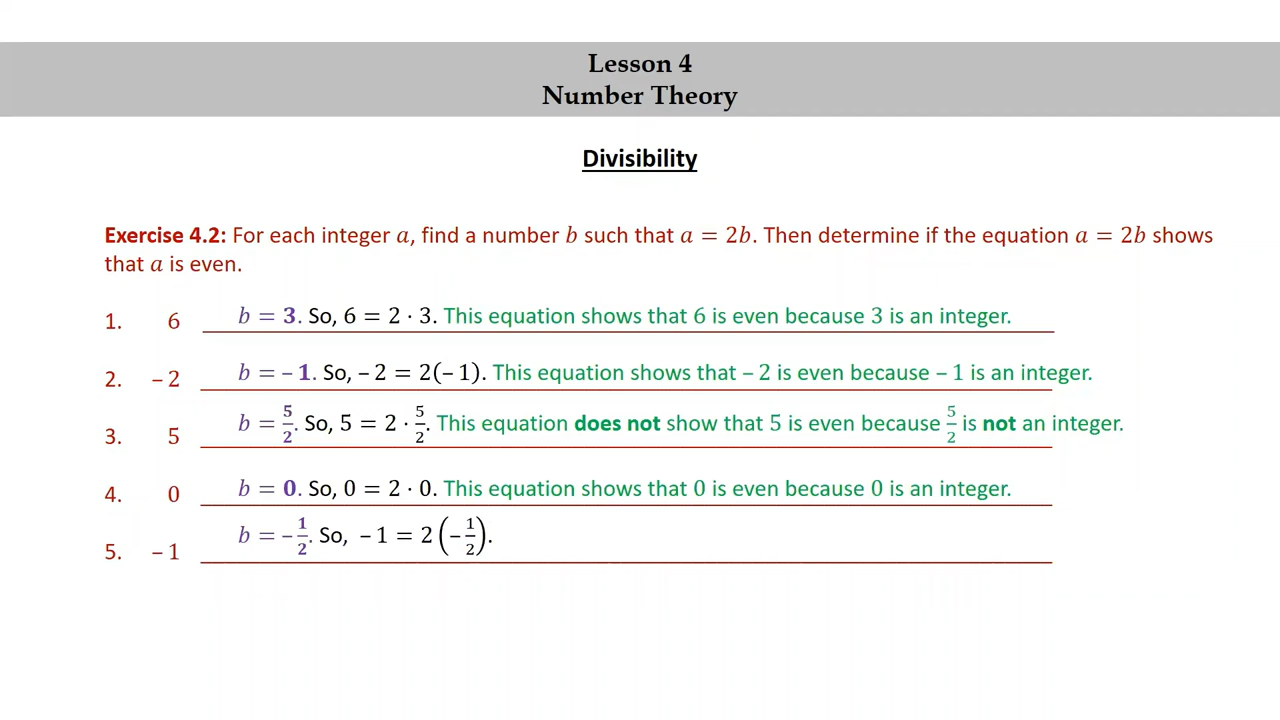 Lesson 4
Number Theory
Divisibility
Exercise 4.2: For each integer a, find a number b such that a = 2b. Then determine if the equation a = 2b shows
that a is even.
1. 6 b = 3. So, 6 = 2 · 3. This equation shows that 6 is even because 3 is an integer.
2. – 2 b = – 1. So, – 2 = 2(– 1). This equation shows that – 2 is even because – 1 is an integer.
3. 5 b = 5/2. So, 5 = 2 · 5/2. This equation does not show that 5 is even because 5/2 is not an integer.
4. 0 b = 0. So, 0 = 2 · 0. This equation shows that 0 is even because 0 is an integer.
5. – 1 b = – 1/2. So, – 1 = 2 (– 1/2).